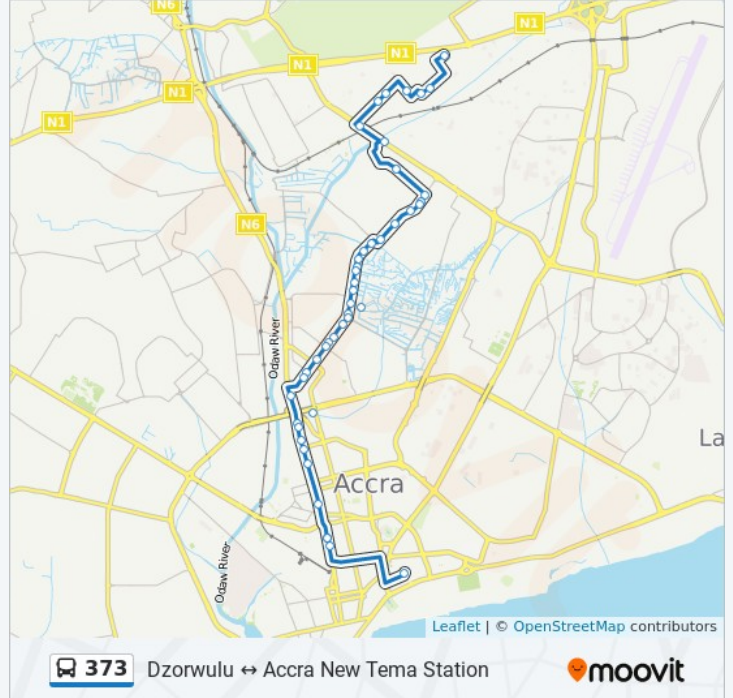 N6
N1
N1
N1
N1
N1
N6
Odaw River
La
Accra
Odaw River
Leaflet | © OpenStreetMap contributors
373 Dzorwulu ↔ Accra New Tema Station
moovit